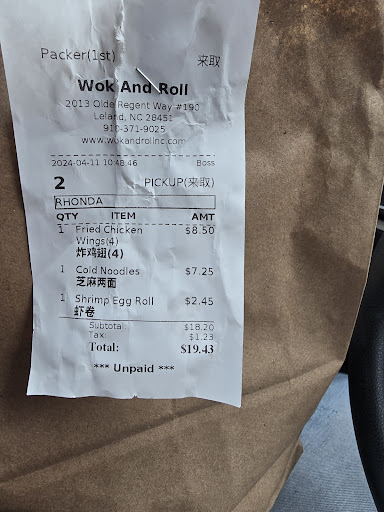 Packer(1st) 来取
Wok And Roll
2013 Olde Regent Way #190
Leland, NC 28451
910-371-9025
www.wokandrollnc.com
2024-04-11 10:48:46 Boss
2 PICKUP(来取)
RHONDA
QTY ITEM AMT
1 Fried Chicken $8.50
Wings(4)
炸鸡翅(4)
1 Cold Noodles $7.25
芝麻两面
1 Shrimp Egg Roll $2.45
虾卷
Subtotal: $18.20
Tax: $1.23
Total: $19.43
*** Unpaid ***